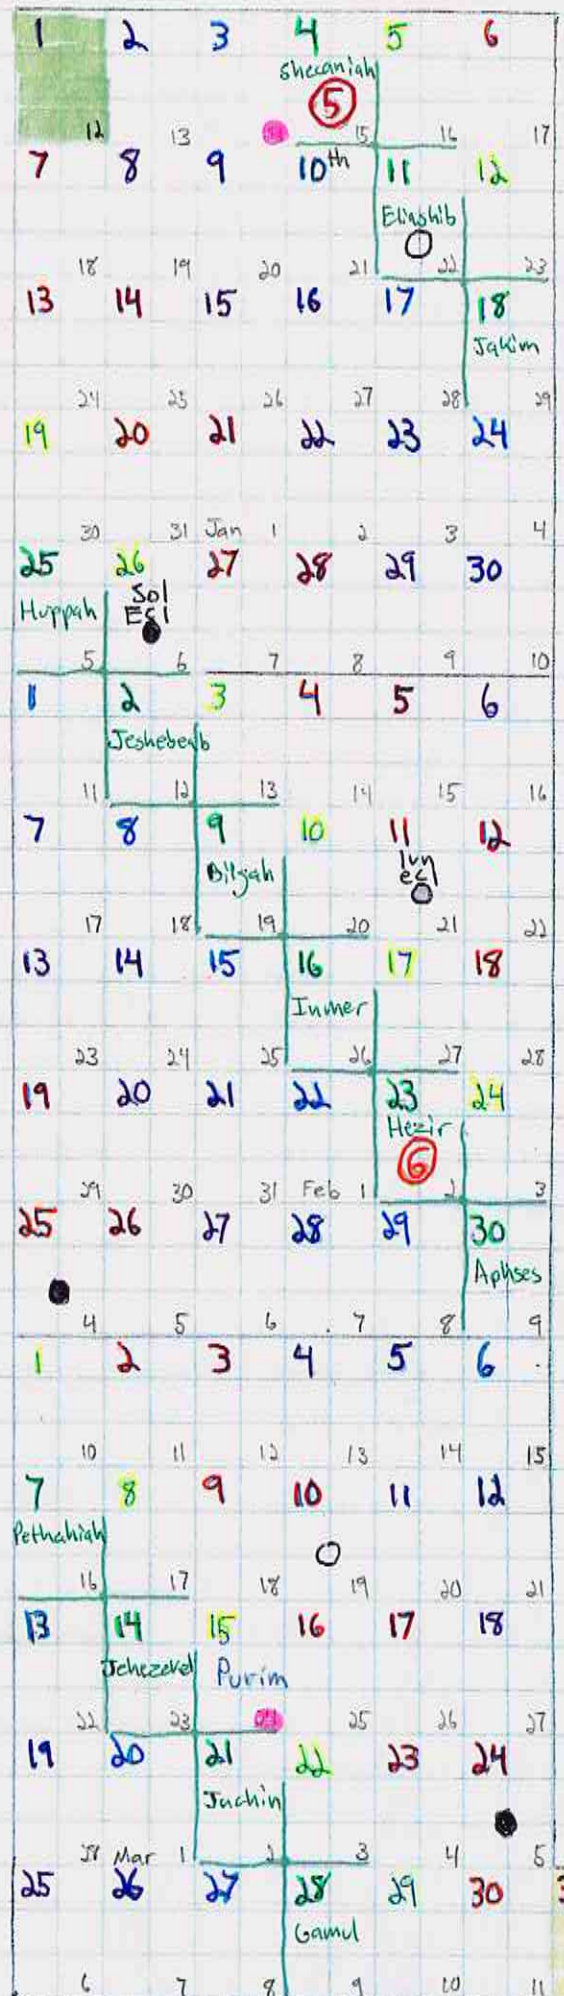 1 2 3 4 5 6
Shecaniah
5
12 13 15 16 17
7 8 9 10th 11 12
Eliashib
18 19 20 21 22 23
13 14 15 16 17 18
Jakim
24 25 26 27 28 29
19 20 21 22 23 24
30 31 Jan 1 2 3 4
25 26 27 28 29 30
Huppah Sol
Ecl
5 6 7 8 9 10
1 2 3 4 5 6
Jeshebeab
11 12 13 14 15 16
7 8 9 10 11 12
Bilgah lun
ecl
17 18 19 20 21 22
13 14 15 16 17 18
Immer
23 24 25 26 27 28
19 20 21 22 23 24
Hezir
6
29 30 31 Feb 1 2 3
25 26 27 28 29 30
Aphses
4 5 6 7 8 9
1 2 3 4 5 6
10 11 12 13 14 15
7 8 9 10 11 12
Pethahiah
16 17 18 19 20 21
13 14 15 16 17 18
Jehezekel Purim
22 23 24 25 26 27
19 20 21 22 23 24
Jachin
28 Mar 1 2 3 4 5
25 26 27 28 29 30
Gamul
6 7 8 9 10 11